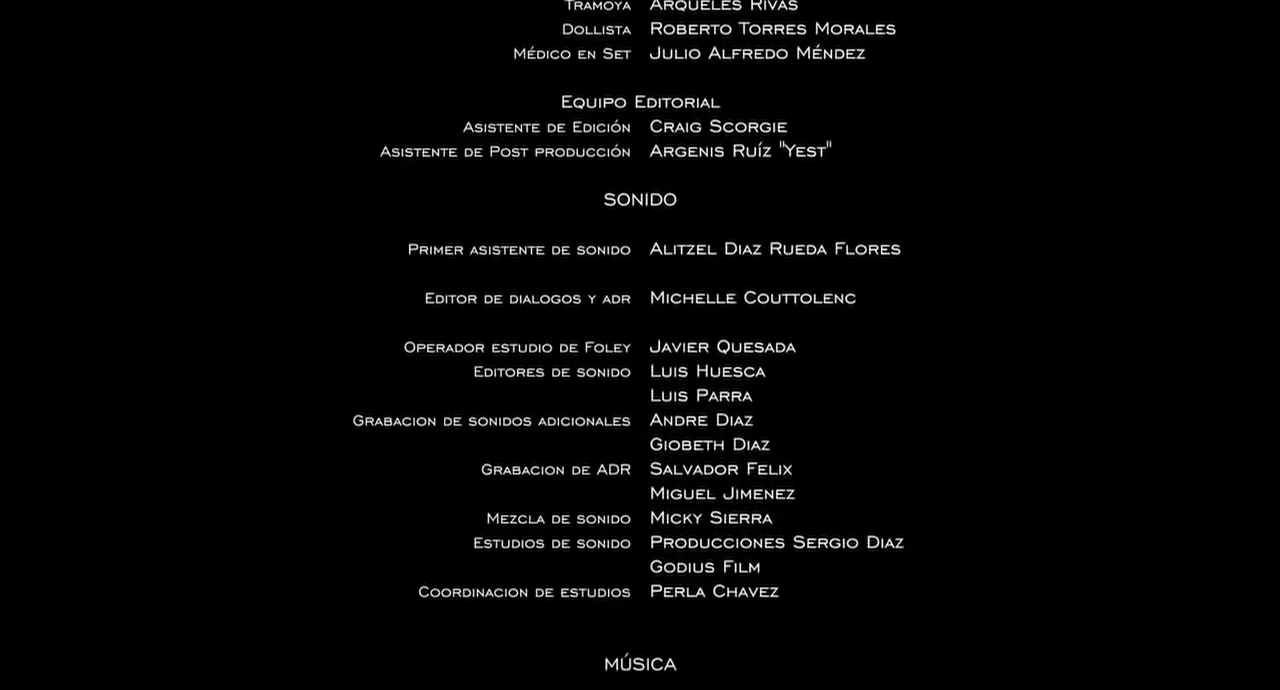 Tramoya Arqueles Rivas
Dollista Roberto Torres Morales
Médico en Set Julio Alfredo Méndez
Equipo Editorial
Asistente de Edición Craig Scorgie
Asistente de Post producción Argenis Ruíz "Yest"
SONIDO
Primer asistente de sonido Alitzel Diaz Rueda Flores
Editor de dialogos y adr Michelle Couttolenc
Operador estudio de Foley Javier Quesada
Editores de sonido Luis Huesca
Luis Parra
Grabacion de sonidos adicionales Andre Diaz
Giobeth Diaz
Grabacion de ADR Salvador Felix
Miguel Jimenez
Mezcla de sonido Micky Sierra
Estudios de sonido Producciones Sergio Diaz
Godius Film
Coordinacion de estudios Perla Chavez
MÚSICA